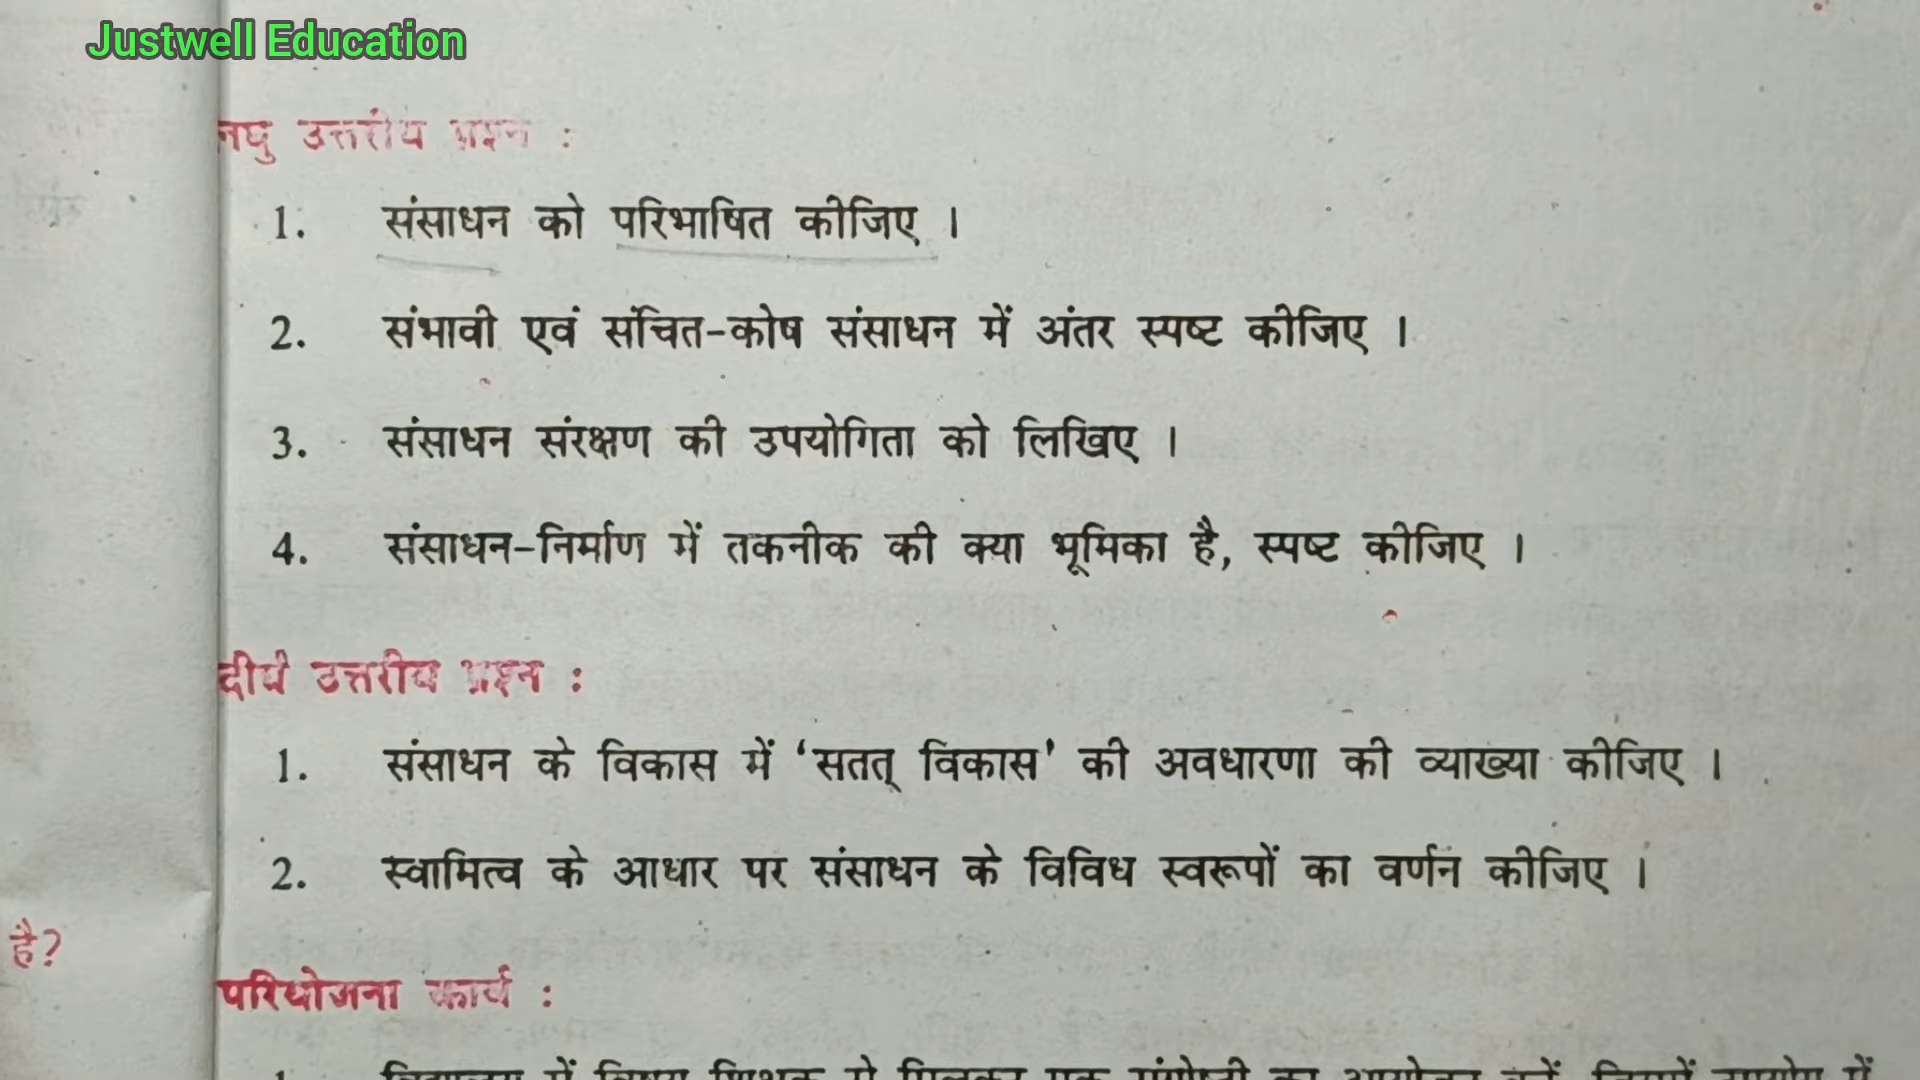 Justwell Education
लघु उत्तरीय प्रश्न :
1. संसाधन को परिभाषित कीजिए ।
2. संभावी एवं संचित-कोष संसाधन में अंतर स्पष्ट कीजिए ।
3. संसाधन संरक्षण की उपयोगिता को लिखिए ।
4. संसाधन-निर्माण में तकनीक की क्या भूमिका है, स्पष्ट कीजिए ।
दीर्घ उत्तरीय प्रश्न :
1. संसाधन के विकास में ‘सतत् विकास’ की अवधारणा की व्याख्या कीजिए ।
2. स्वामित्व के आधार पर संसाधन के विविध स्वरूपों का वर्णन कीजिए ।
है?
परियोजना कार्य :